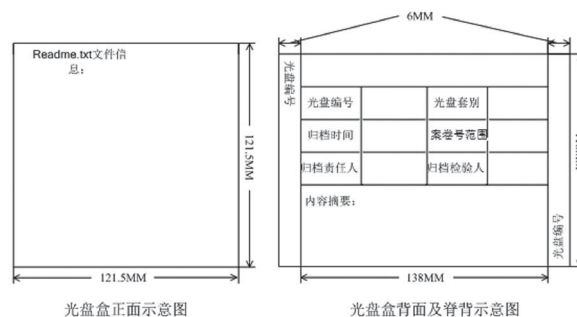 6MM
Readme.txt文件信
息：
光盘编号
光盘编号
光盘套别
归档时间
案卷号范围
归档责任人
归档检验人
内容摘要：
光盘编号
121.5MM
121.5MM
138MM
光盘盒正面示意图
光盘盒背面及脊背示意图